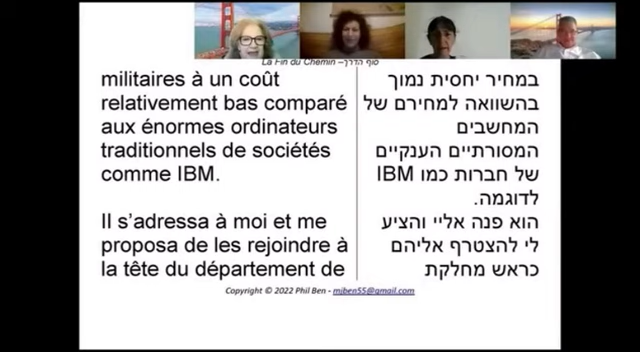 La Fin du Chemin –סוף הדרך
militaires à un coût
relativement bas comparé
aux énormes ordinateurs
traditionnels de sociétés
comme IBM.
Il s’adressa à moi et me
proposa de les rejoindre à
la tête du département de
במחיר יחסית נמוך
בהשוואה למחירם של
המחשבים
המסורתיים הענקיים
של חברות כמו IBM
לדוגמה.
הוא פנה אליי והציע
לי להצטרף אליהם
כראש מחלקת
Copyright © 2022 Phil Ben - mjben55@gmail.com